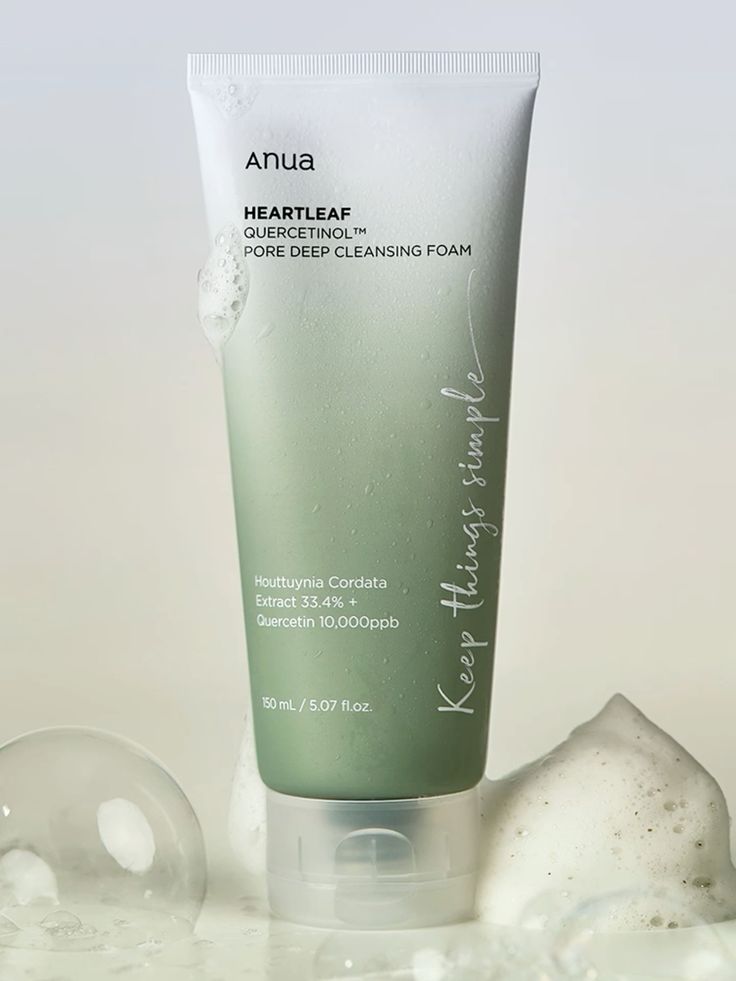 Anua
HEARTLEAF
QUERCETINOL™
PORE DEEP CLEANSING FOAM
Keep things simple
Houttuynia Cordata
Extract 33.4% +
Quercetin 10,000ppb
150 mL / 5.07 fl.oz.